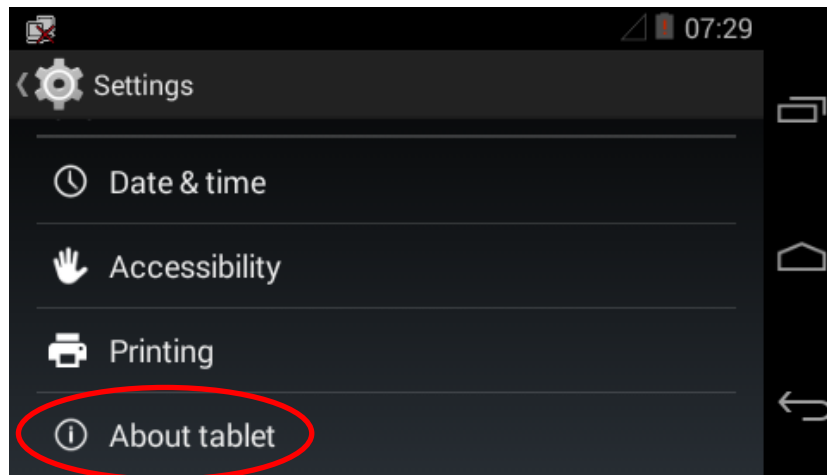 07:29
Settings
Date & time
Accessibility
Printing
About tablet